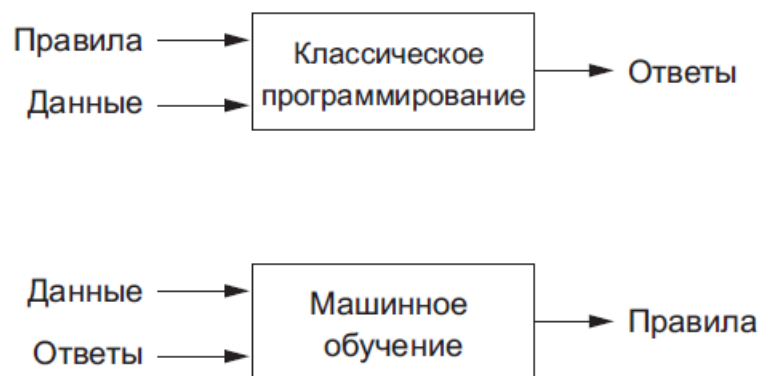 Правила
Данные
Классическое
программирование
Ответы
Данные
Ответы
Машинное
обучение
Правила